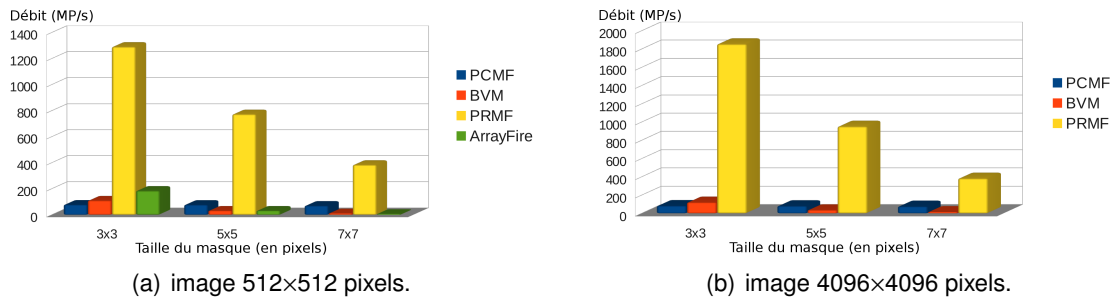 Débit (MP/s)
1400
1200
1000
800
600
400
200
0
3x3
5x5
7x7
Taille du masque (en pixels)
PCMF
BVM
PRMF
ArrayFire
(a) image 512×512 pixels.
Débit (MP/s)
2000
1800
1600
1400
1200
1000
800
600
400
200
0
3x3
5x5
7x7
Taille du masque (en pixels)
PCMF
BVM
PRMF
(b) image 4096×4096 pixels.